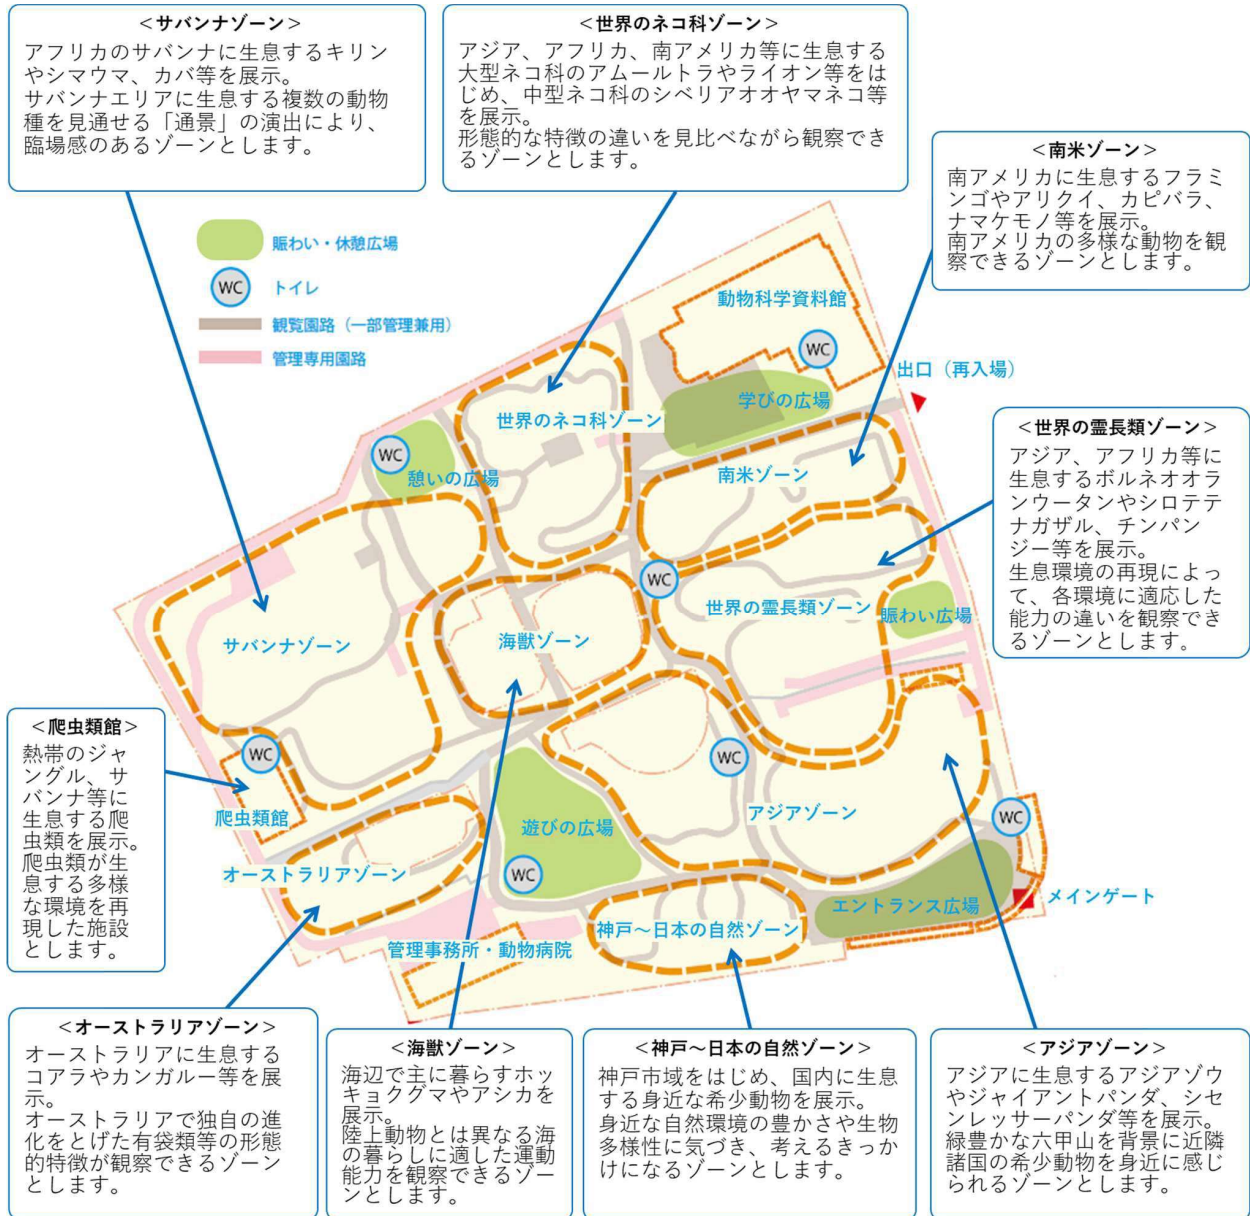 ＜サバンナゾーン＞
アフリカのサバンナに生息するキリン
やシマウマ、カバ等を展示。
サバンナエリアに生息する複数の動物
種を見通せる「通景」の演出により、
臨場感のあるゾーンとします。
＜世界のネコ科ゾーン＞
アジア、アフリカ、南アメリカ等に生息する
大型ネコ科のアムールトラやライオン等をは
じめ、中型ネコ科のシベリアオオヤマネコ等
を展示。
形態的な特徴の違いを見比べながら観察でき
るゾーンとします。
＜南米ゾーン＞
南アメリカに生息するフラミ
ンゴやアリクイ、カピバラ、
ナマケモノ等を展示。
南アメリカの多様な動物を観
察できるゾーンとします。
賑わい・休憩広場
WC
トイレ
観覧園路（一部管理兼用）
管理専用園路
動物科学資料館
WC
出口（再入場）
学びの広場
世界のネコ科ゾーン
WC
憩いの広場
南米ゾーン
＜世界の霊長類ゾーン＞
アジア、アフリカ等に
生息するボルネオオラ
ンウータンやシロテテ
ナガザル、チンパン
ジー等を展示。
生息環境の再現によっ
て、各環境に適応した
能力の違いを観察でき
るゾーンとします。
WC
世界の霊長類ゾーン
賑わい広場
サバンナゾーン
海獣ゾーン
＜爬虫類館＞
熱帯のジャ
ングル、サ
バンナ等に
生息する爬
虫類を展示。
爬虫類が生
息する多様
な環境を再
現した施設
とします。
WC
爬虫類館
WC
アジアゾーン
WC
遊びの広場
WC
オーストラリアゾーン
エントランス広場
メインゲート
神戸～日本の自然ゾーン
管理事務所・動物病院
＜オーストラリアゾーン＞
オーストラリアに生息する
コアラやカンガルー等を展
示。
オーストラリアで独自の進
化をとげた有袋類等の形態
的特徴が観察できるゾーン
とします。
＜海獣ゾーン＞
海辺で主に暮らすホッ
キョクグマやアシカを
展示。
陸上動物とは異なる海
の暮らしに適した運動
能力を観察できるゾー
ンとします。
＜神戸～日本の自然ゾーン＞
神戸市域をはじめ、国内に生息
する身近な希少動物を展示。
身近な自然環境の豊かさや生物
多様性に気づき、考えるきっか
けになるゾーンとします。
＜アジアゾーン＞
アジアに生息するアジアゾウ
やジャイアントパンダ、シセ
ンレッサーパンダ等を展示。
緑豊かな六甲山を背景に近隣
諸国の希少動物を身近に感じ
られるゾーンとします。